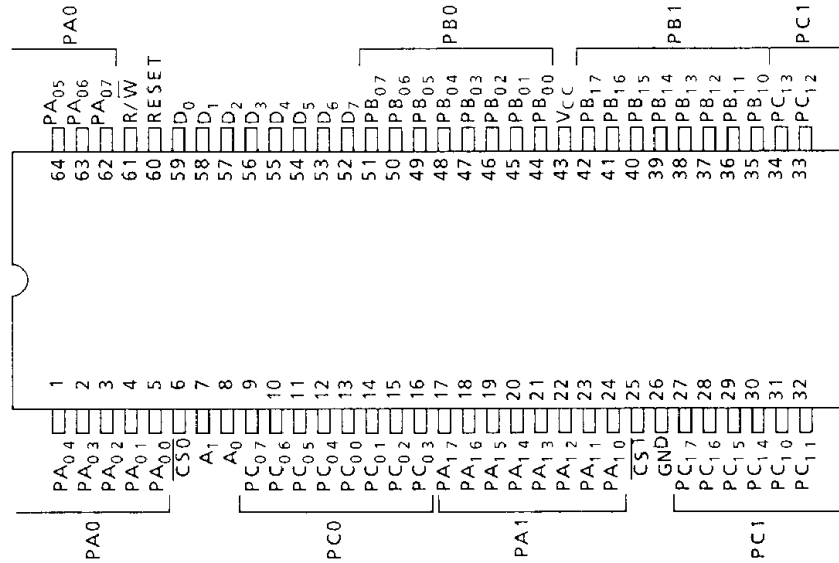 PA0
PB0
PB1
PC1
PA₀₅
PA₀₆
PA₀₇
R/W̅
RESET
D₀
D₁
D₂
D₃
D₄
D₅
D₆
D₇
PB₀₇
PB₀₆
PB₀₅
PB₀₄
PB₀₃
PB₀₂
PB₀₁
PB₀₀
V_CC
PB₁₇
PB₁₆
PB₁₅
PB₁₄
PB₁₃
PB₁₂
PB₁₁
PB₁₀
PC₁₃
PC₁₂
64
63
62
61
60
59
58
57
56
55
54
53
52
51
50
49
48
47
46
45
44
43
42
41
40
39
38
37
36
35
34
33
1
2
3
4
5
6
7
8
9
10
11
12
13
14
15
16
17
18
19
20
21
22
23
24
25
26
27
28
29
30
31
32
PA₀₄
PA₀₃
PA₀₂
PA₀₁
PA₀₀
C̅S̅0̅
A₁
A₀
PC₀₇
PC₀₆
PC₀₅
PC₀₄
PC₀₀
PC₀₁
PC₀₂
PC₀₃
PA₁₇
PA₁₆
PA₁₅
PA₁₄
PA₁₃
PA₁₂
PA₁₁
PA₁₀
C̅S̅1̅
GND
PC₁₇
PC₁₆
PC₁₅
PC₁₄
PC₁₀
PC₁₁
PA0
PC0
PA1
PC1